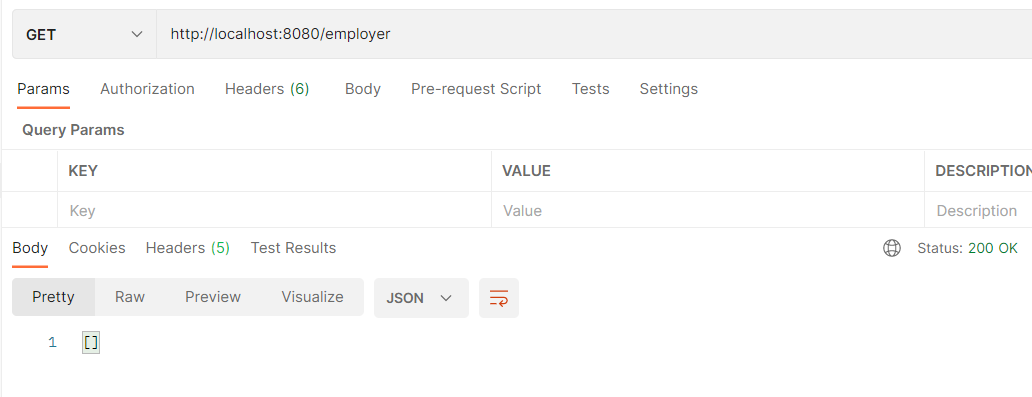 GET http://localhost:8080/employer
Params Authorization Headers (6) Body Pre-request Script Tests Settings
Query Params
KEY VALUE DESCRIPTION
Key Value Description
Body Cookies Headers (5) Test Results Status: 200 OK
Pretty Raw Preview Visualize JSON
1 []